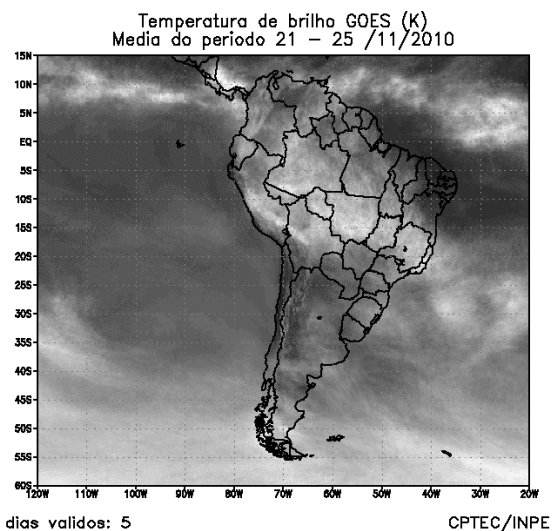 Temperatura de brilho GOES (K)
Media do periodo 21 - 25 /11/2010
15N
10N
5N
EQ
5S
10S
15S
20S
25S
30S
35S
40S
45S
50S
55S
60S
120W 110W 100W 90W 80W 70W 60W 50W 40W 30W 20W
dias validos: 5 CPTEC/INPE